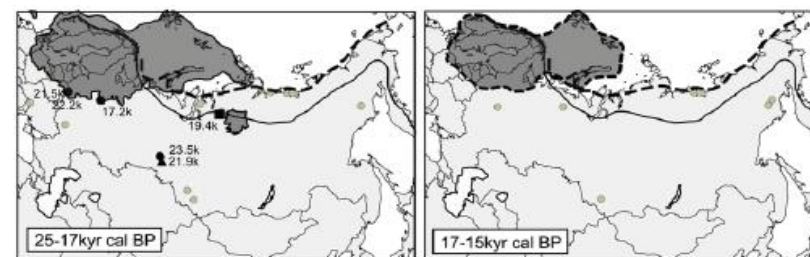 21.5k
22.2k
17.2k
19.4k
23.5k
21.9k
25-17kyr cal BP
17-15kyr cal BP